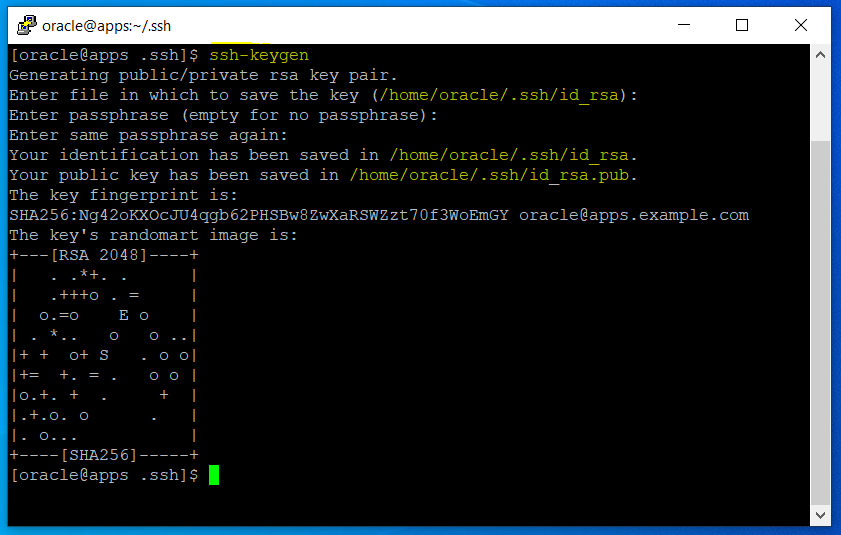 oracle@apps:~/.ssh
[oracle@apps .ssh]$ ssh-keygen
Generating public/private rsa key pair.
Enter file in which to save the key (/home/oracle/.ssh/id_rsa):
Enter passphrase (empty for no passphrase):
Enter same passphrase again:
Your identification has been saved in /home/oracle/.ssh/id_rsa.
Your public key has been saved in /home/oracle/.ssh/id_rsa.pub.
The key fingerprint is:
SHA256:Ng42oKXOcJU4qgb62PHSBw8ZwXaRSWZzt70f3WoEmGY oracle@apps.example.com
The key's randomart image is:
+---[RSA 2048]----+
|   . .*+. .      |
|   .+++o . =     |
|  o.=o    E o    |
| . *..   o   o ..|
|+ +  o+ S   . o o|
|+=  +. = .   o o |
|o.+. +  .     +  |
|.+.o. o      .   |
|. o...           |
+----[SHA256]-----+
[oracle@apps .ssh]$